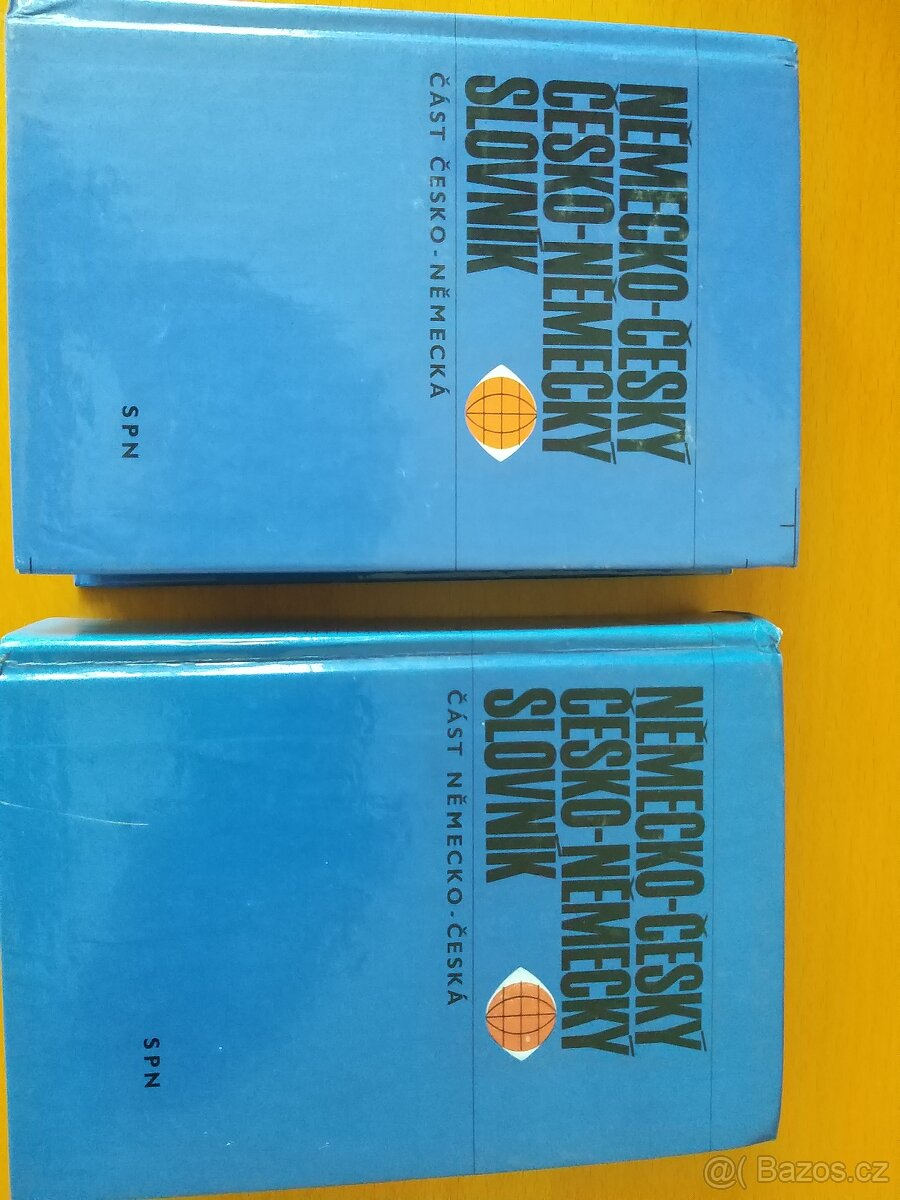 NĚMECKO-ČESKÝ
ČESKO-NĚMECKÝ
SLOVNÍK
ČÁST ČESKO-NĚMECKÁ
SPN
NĚMECKO-ČESKÝ
ČESKO-NĚMECKÝ
SLOVNÍK
ČÁST NĚMECKO-ČESKÁ
SPN
@( Bazos.cz